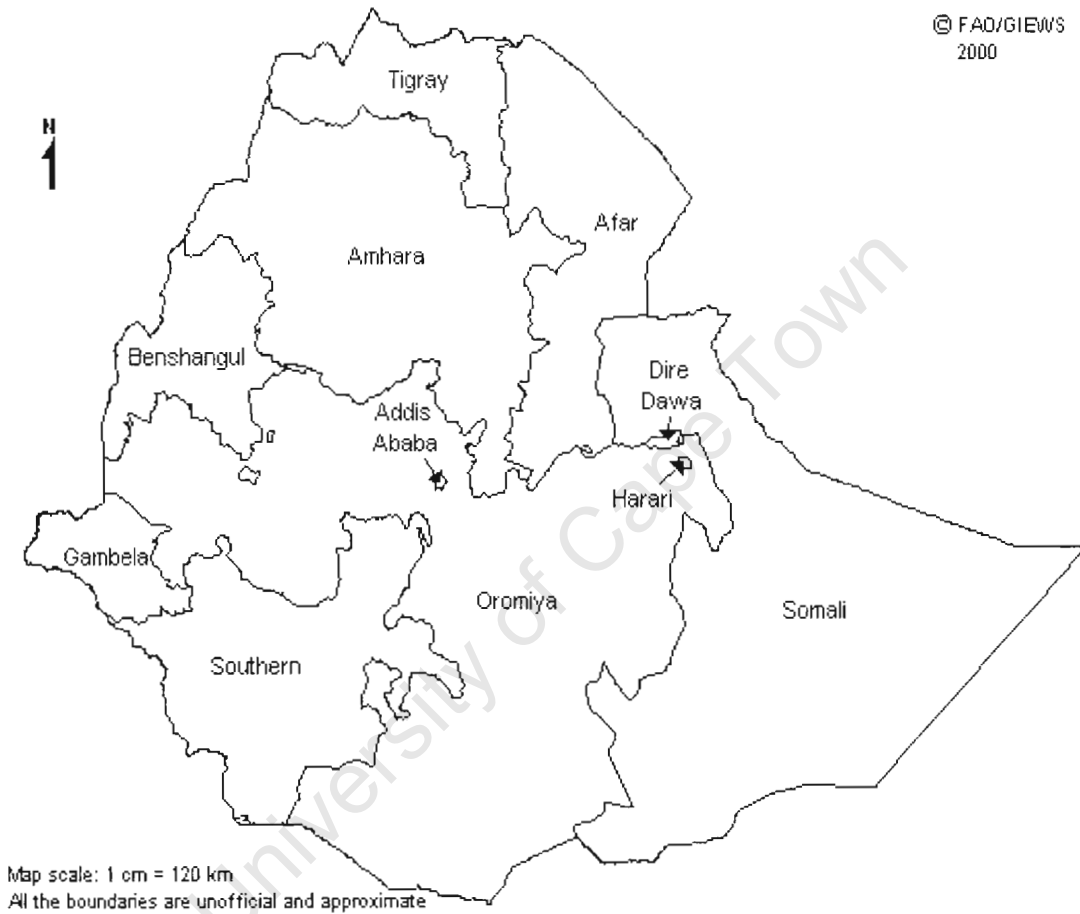 © FAO/GIEWS
2000
Tigray
N
Afar
Amhara
Benshangul
Dire
Dawa
Addis
Ababa
Harari
Gambela
Oromiya
Somali
Southern
University of Cape Town
Map scale: 1 cm = 120 km
All the boundaries are unofficial and approximate